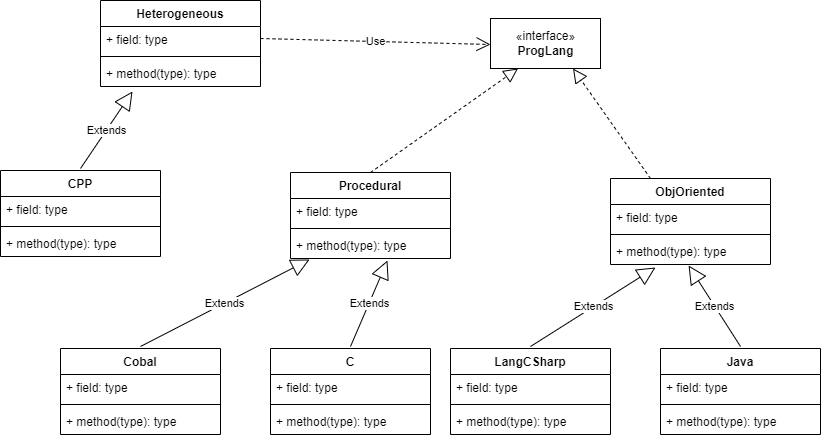 Heterogeneous
+ field: type
+ method(type): type
Use
«interface»
ProgLang
Extends
CPP
+ field: type
+ method(type): type
Procedural
+ field: type
+ method(type): type
ObjOriented
+ field: type
+ method(type): type
Extends
Extends
Extends
Extends
Cobal
+ field: type
+ method(type): type
C
+ field: type
+ method(type): type
LangCSharp
+ field: type
+ method(type): type
Java
+ field: type
+ method(type): type